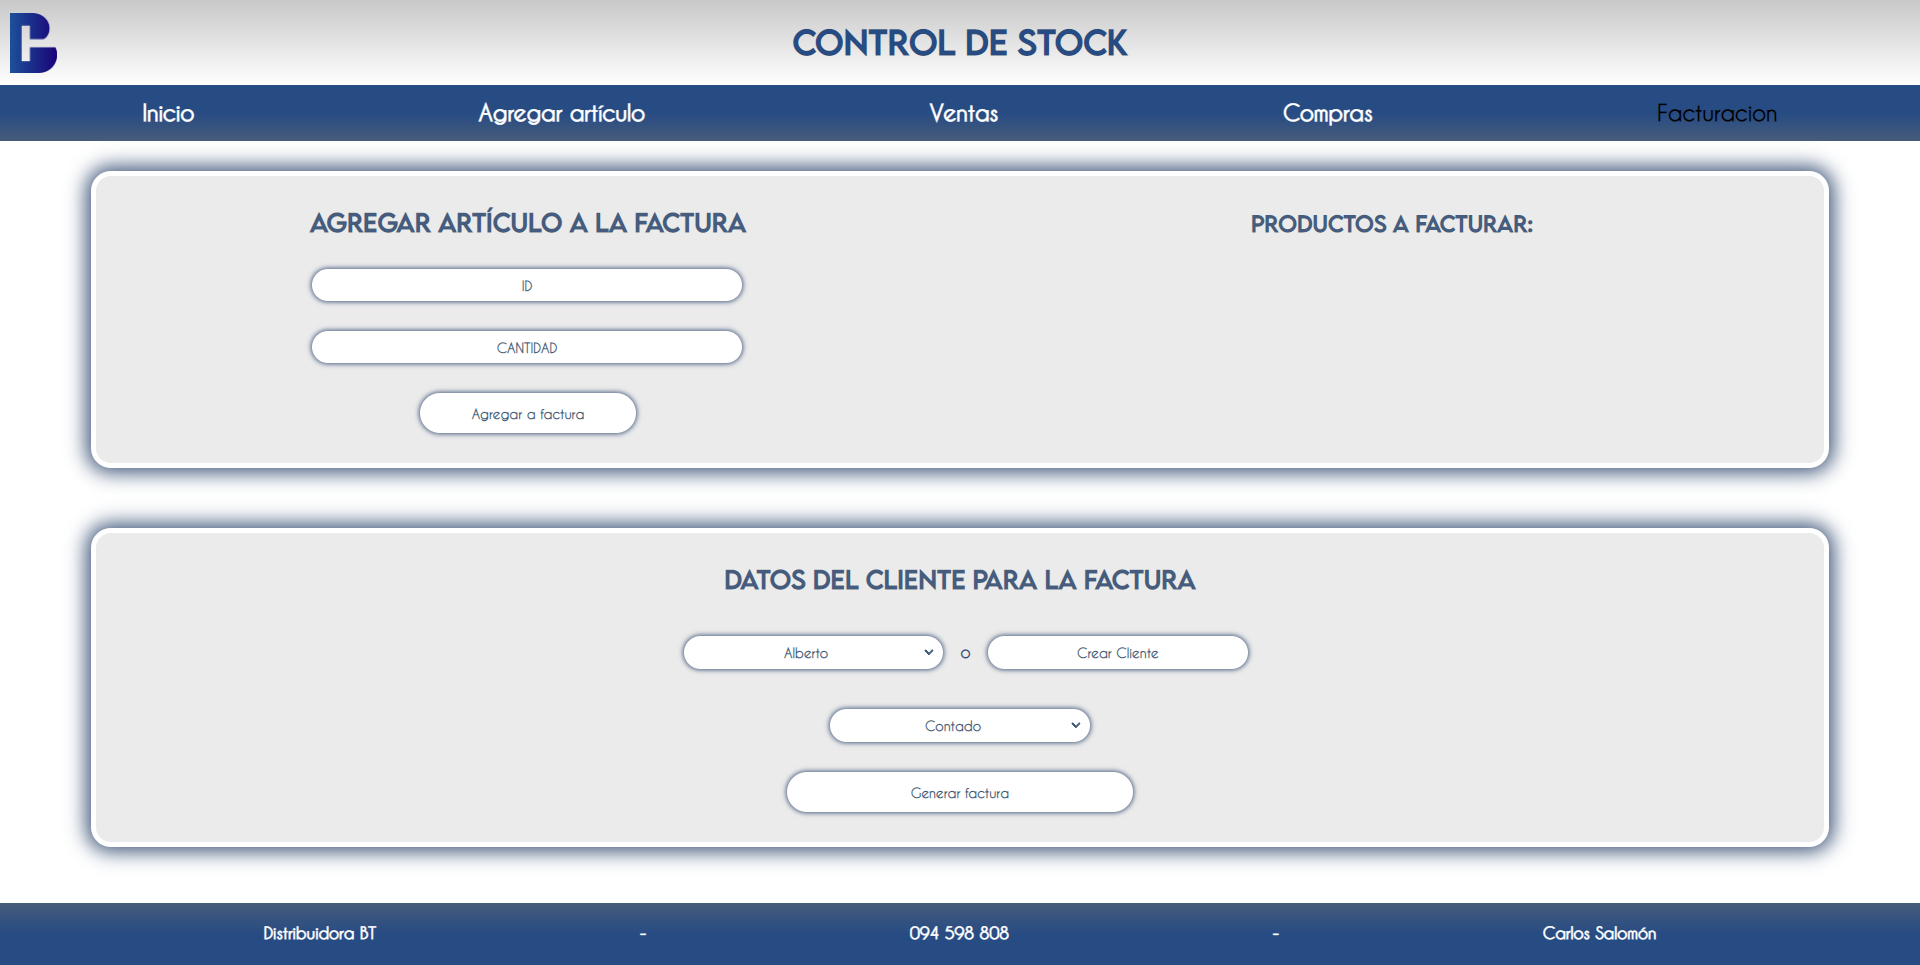 CONTROL DE STOCK
Inicio Agregar artículo Ventas Compras Facturacion
AGREGAR ARTÍCULO A LA FACTURA
ID
CANTIDAD
Agregar a factura
PRODUCTOS A FACTURAR:
DATOS DEL CLIENTE PARA LA FACTURA
Alberto o Crear Cliente
Contado
Generar factura
Distribuidora BT - 094 598 808 - Carlos Salomón